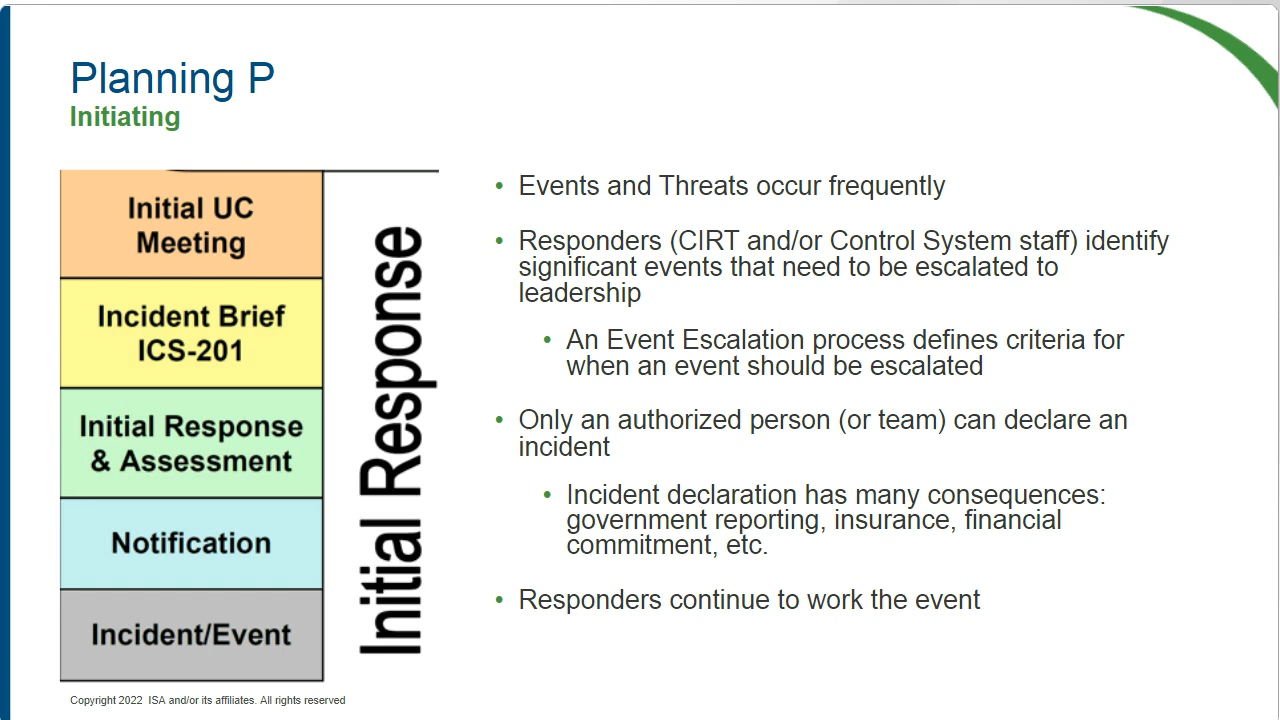 Planning P
Initiating
Initial UC
Meeting
Incident Brief
ICS-201
Initial Response
& Assessment
Notification
Incident/Event
Initial Response
• Events and Threats occur frequently
• Responders (CIRT and/or Control System staff) identify
significant events that need to be escalated to
leadership
• An Event Escalation process defines criteria for
when an event should be escalated
• Only an authorized person (or team) can declare an
incident
• Incident declaration has many consequences:
government reporting, insurance, financial
commitment, etc.
• Responders continue to work the event
Copyright 2022 ISA and/or its affiliates. All rights reserved